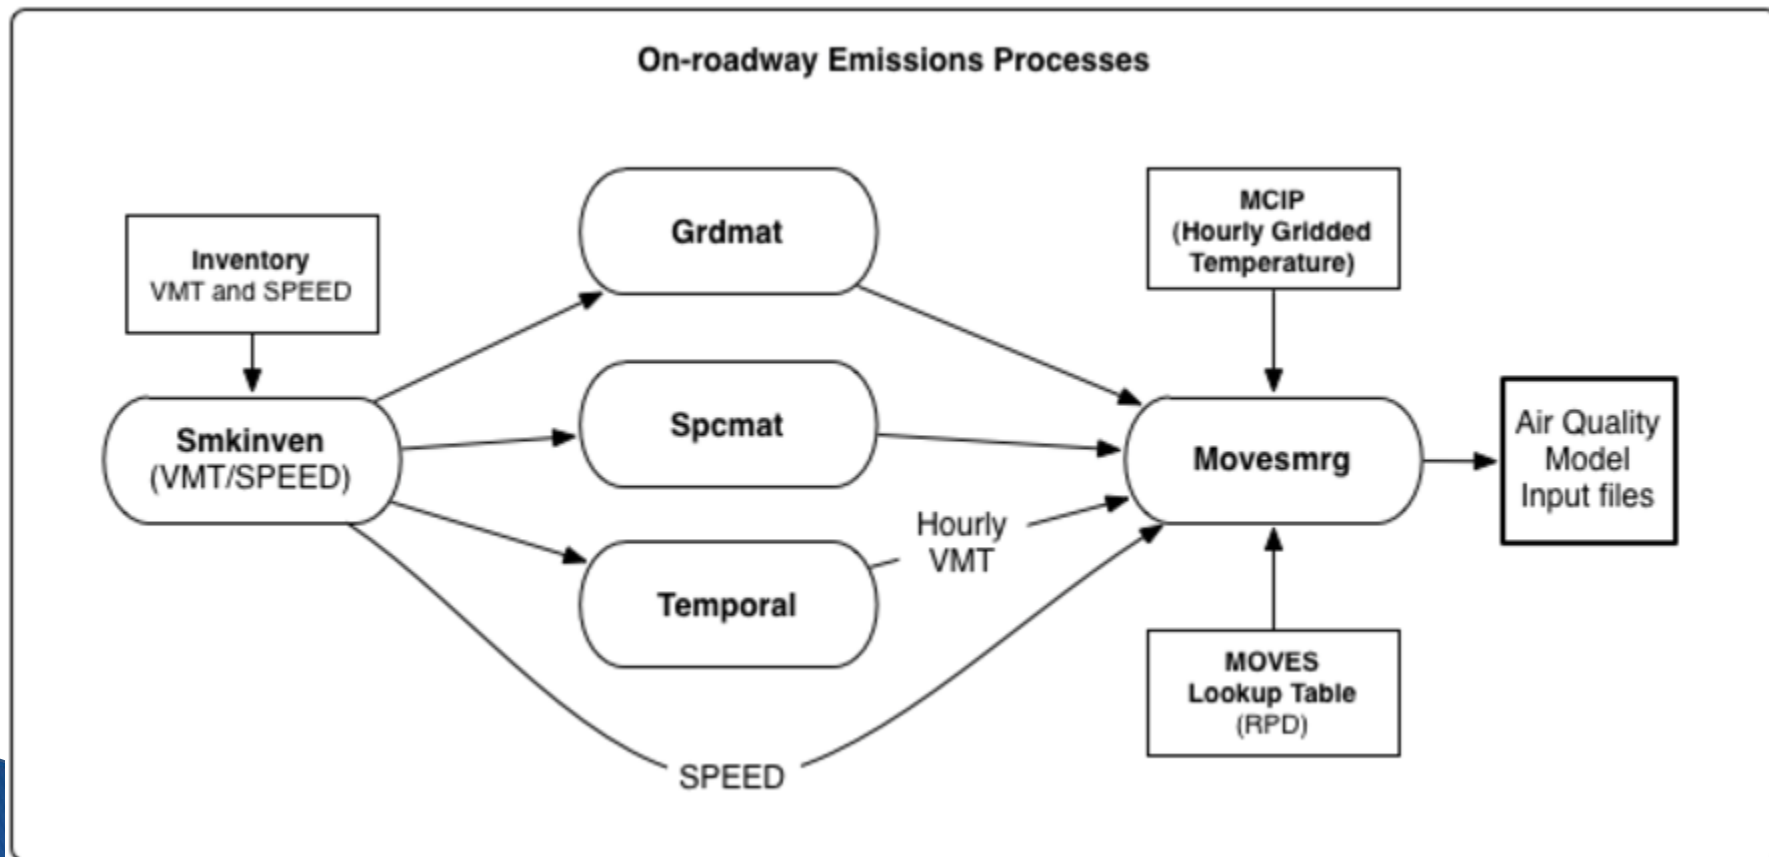 On-roadway Emissions Processes
Inventory
VMT and SPEED
Smkinven
(VMT/SPEED)
Grdmat
Spcmat
Temporal
Hourly
VMT
SPEED
MCIP
(Hourly Gridded
Temperature)
Movesmrg
MOVES
Lookup Table
(RPD)
Air Quality
Model
Input files